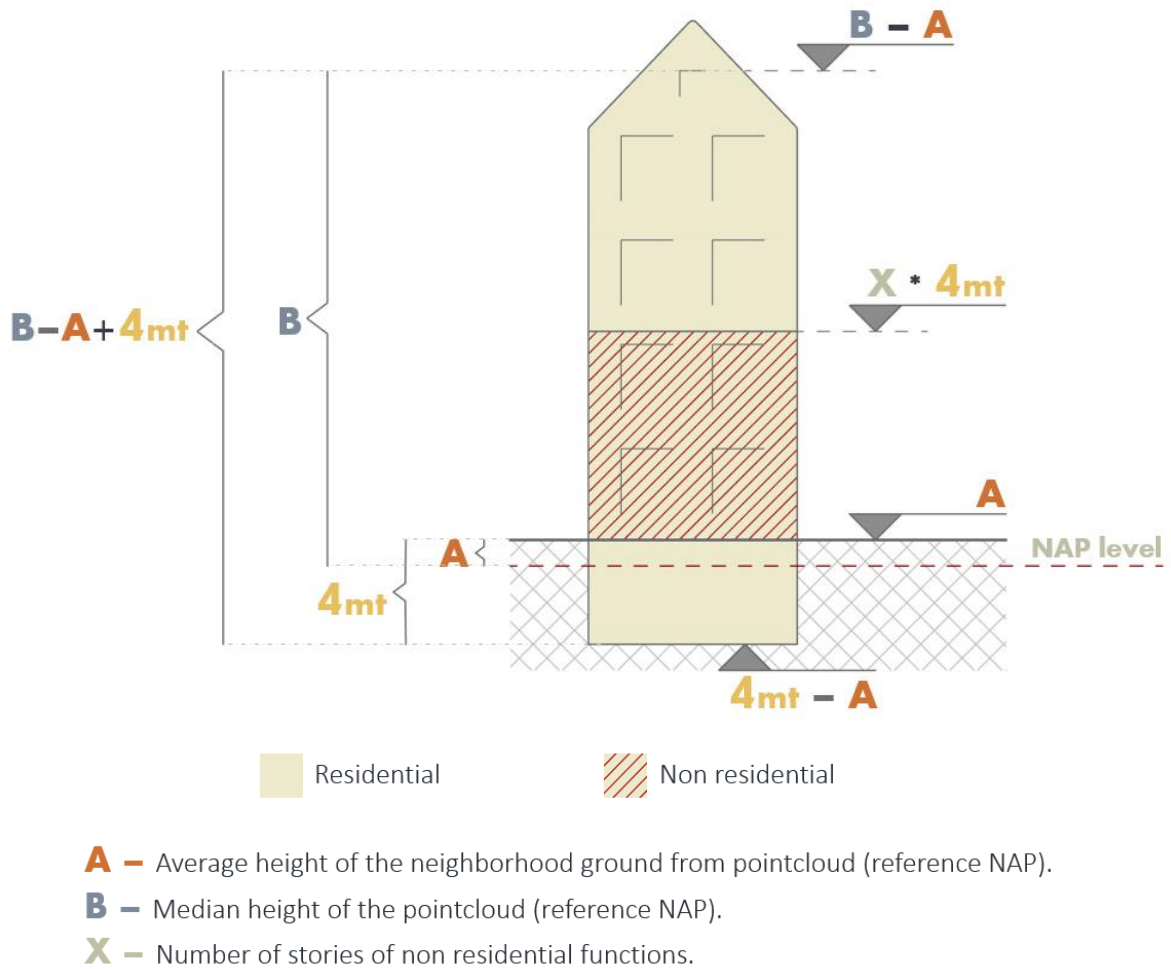 B – A
X * 4mt
B–A+4mt
B
A
NAP level
A
4mt
4mt – A
Residential
Non residential
A – Average height of the neighborhood ground from pointcloud (reference NAP).
B – Median height of the pointcloud (reference NAP).
X – Number of stories of non residential functions.